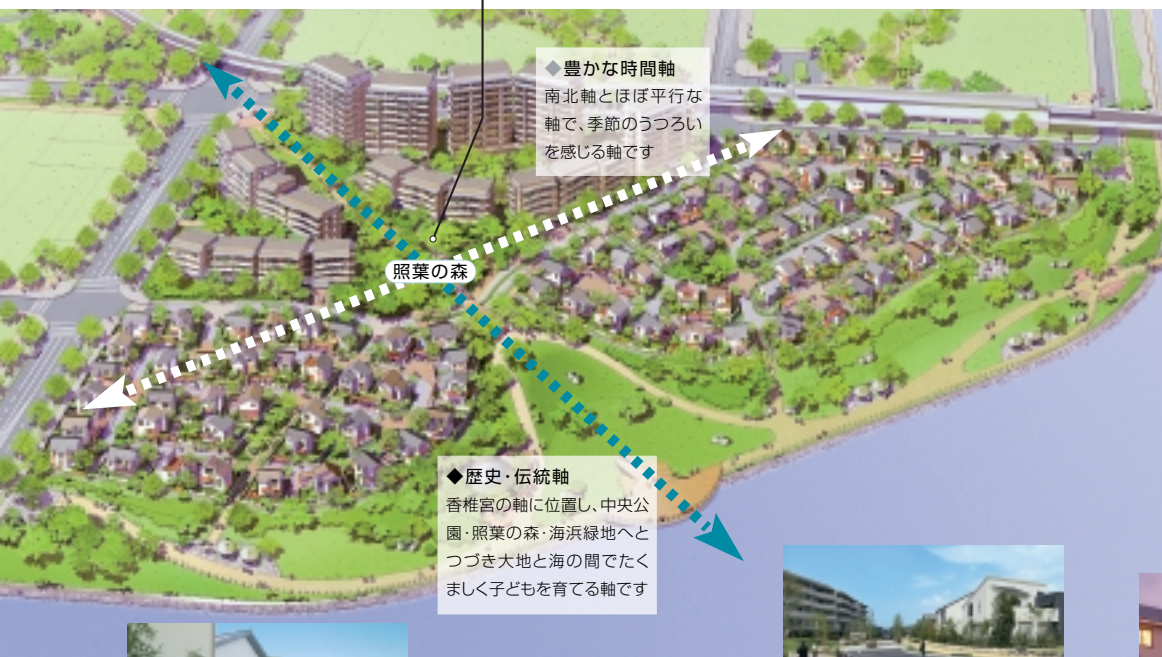 ◆豊かな時間軸
南北軸とほぼ平行な
軸で、季節のうつろい
を感じる軸です
照葉の森
◆歴史・伝統軸
香椎宮の軸に位置し、中央公
園・照葉の森・海浜緑地へと
つづき大地と海の間でたく
ましく子どもを育てる軸です